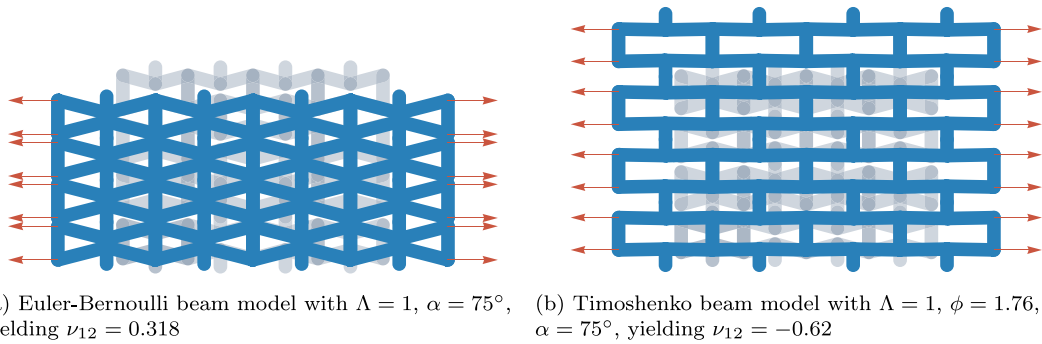 ) Euler-Bernoulli beam model with Λ = 1, α = 75°,
elding ν₁₂ = 0.318
(b) Timoshenko beam model with Λ = 1, ϕ = 1.76,
α = 75°, yielding ν₁₂ = −0.62